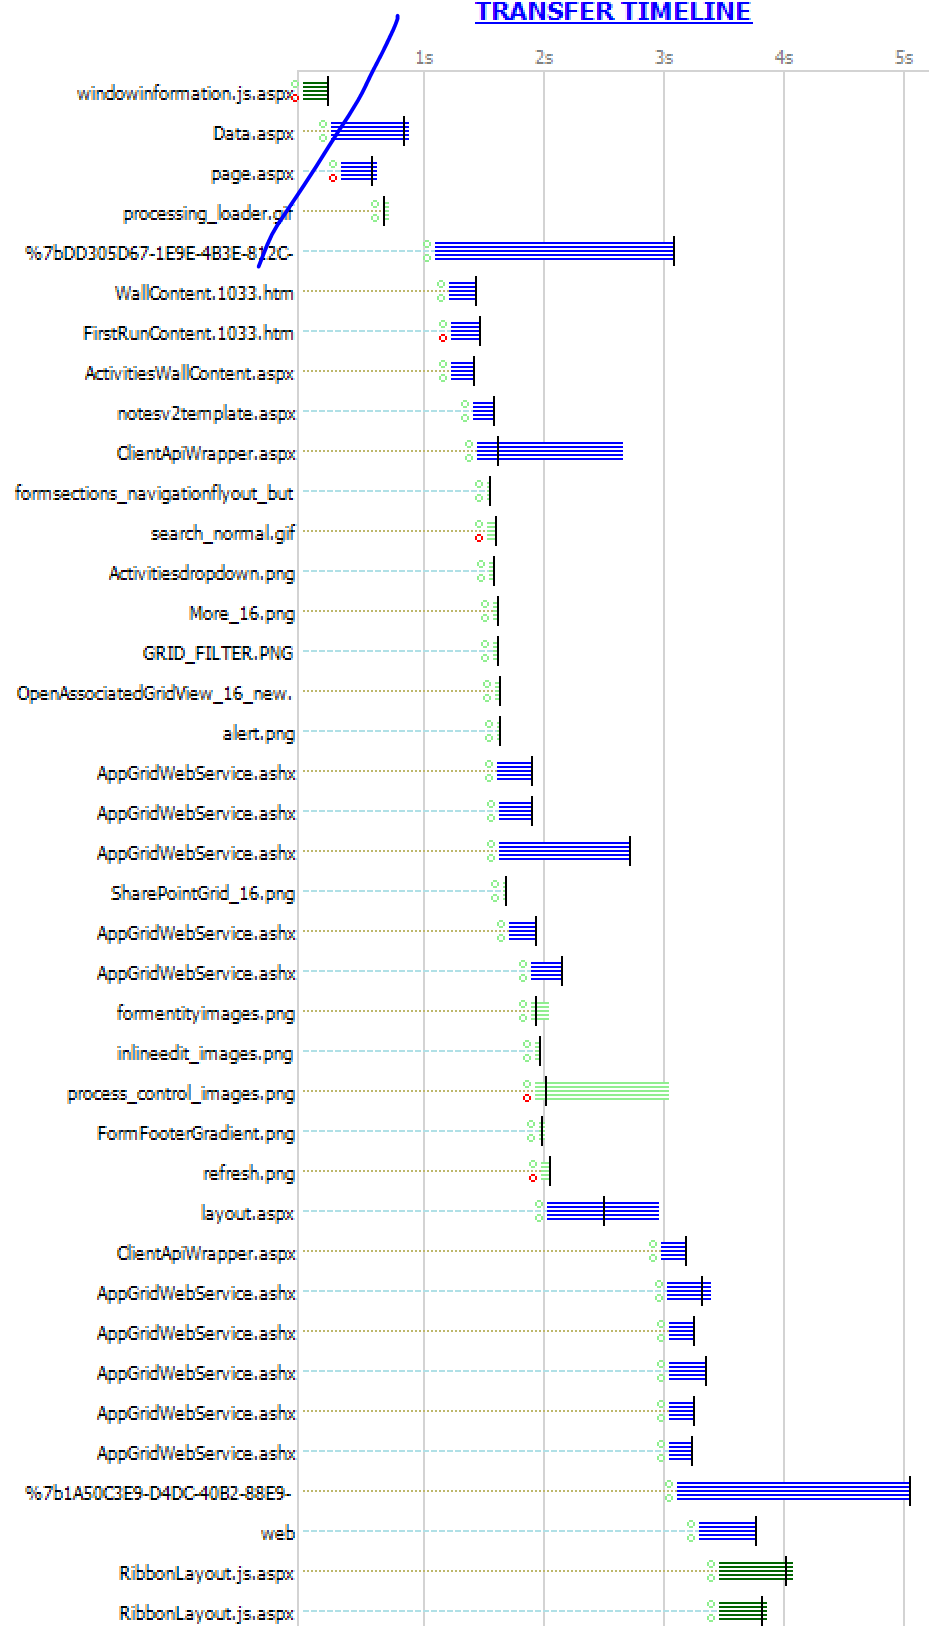 TRANSFER TIMELINE
1s 2s 3s 4s 5s
windowinformation.js.aspx
Data.aspx
page.aspx
processing_loader.gif
%7bDD305D67-1E9E-4B3E-812C-
WallContent.1033.htm
FirstRunContent.1033.htm
ActivitiesWallContent.aspx
notesv2template.aspx
ClientApiWrapper.aspx
formsections_navigationflyout_but
search_normal.gif
Activitiesdropdown.png
More_16.png
GRID_FILTER.PNG
OpenAssociatedGridView_16_new.
alert.png
AppGridWebService.ashx
AppGridWebService.ashx
AppGridWebService.ashx
SharePointGrid_16.png
AppGridWebService.ashx
AppGridWebService.ashx
formentityimages.png
inlineedit_images.png
process_control_images.png
FormFooterGradient.png
refresh.png
layout.aspx
ClientApiWrapper.aspx
AppGridWebService.ashx
AppGridWebService.ashx
AppGridWebService.ashx
AppGridWebService.ashx
AppGridWebService.ashx
%7b1A50C3E9-D4DC-40B2-88E9-
web
RibbonLayout.js.aspx
RibbonLayout.js.aspx